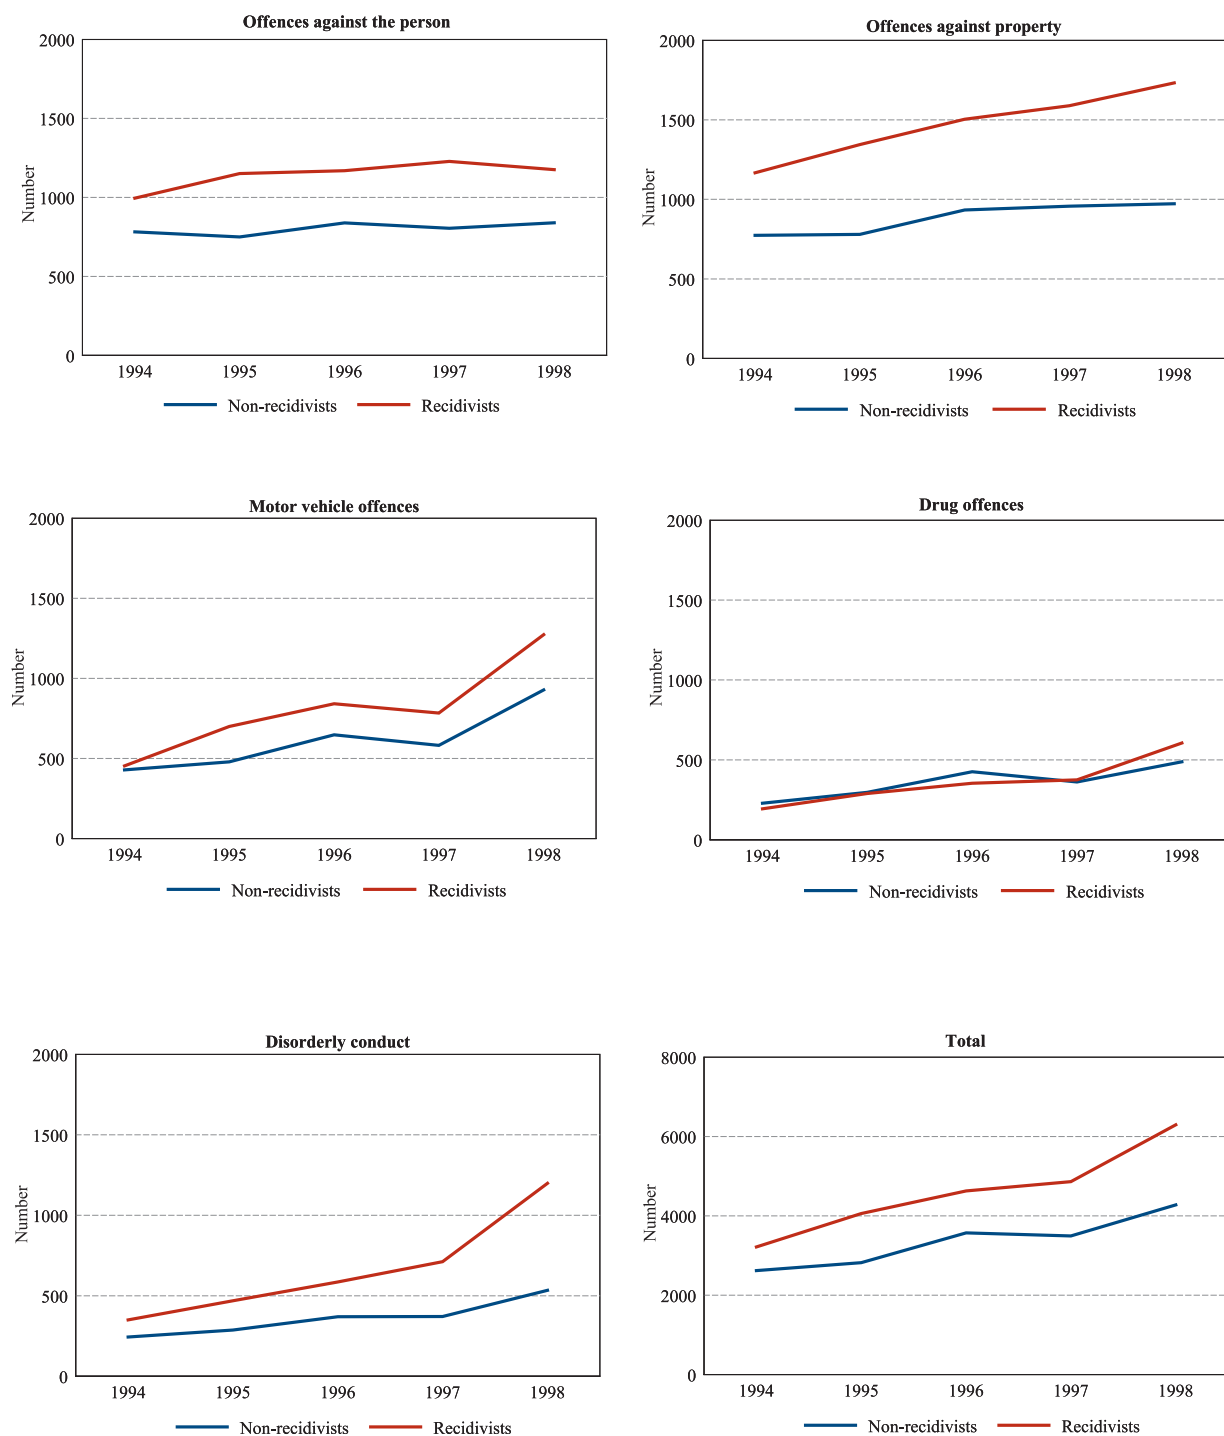 Offences against the person
2000
1500
1000
500
0
Number
1994 1995 1996 1997 1998
Non-recidivists Recidivists
Offences against property
2000
1500
1000
500
0
Number
1994 1995 1996 1997 1998
Non-recidivists Recidivists
Motor vehicle offences
2000
1500
1000
500
0
Number
1994 1995 1996 1997 1998
Non-recidivists Recidivists
Drug offences
2000
1500
1000
500
0
Number
1994 1995 1996 1997 1998
Non-recidivists Recidivists
Disorderly conduct
2000
1500
1000
500
0
Number
1994 1995 1996 1997 1998
Non-recidivists Recidivists
Total
8000
6000
4000
2000
0
Number
1994 1995 1996 1997 1998
Non-recidivists Recidivists